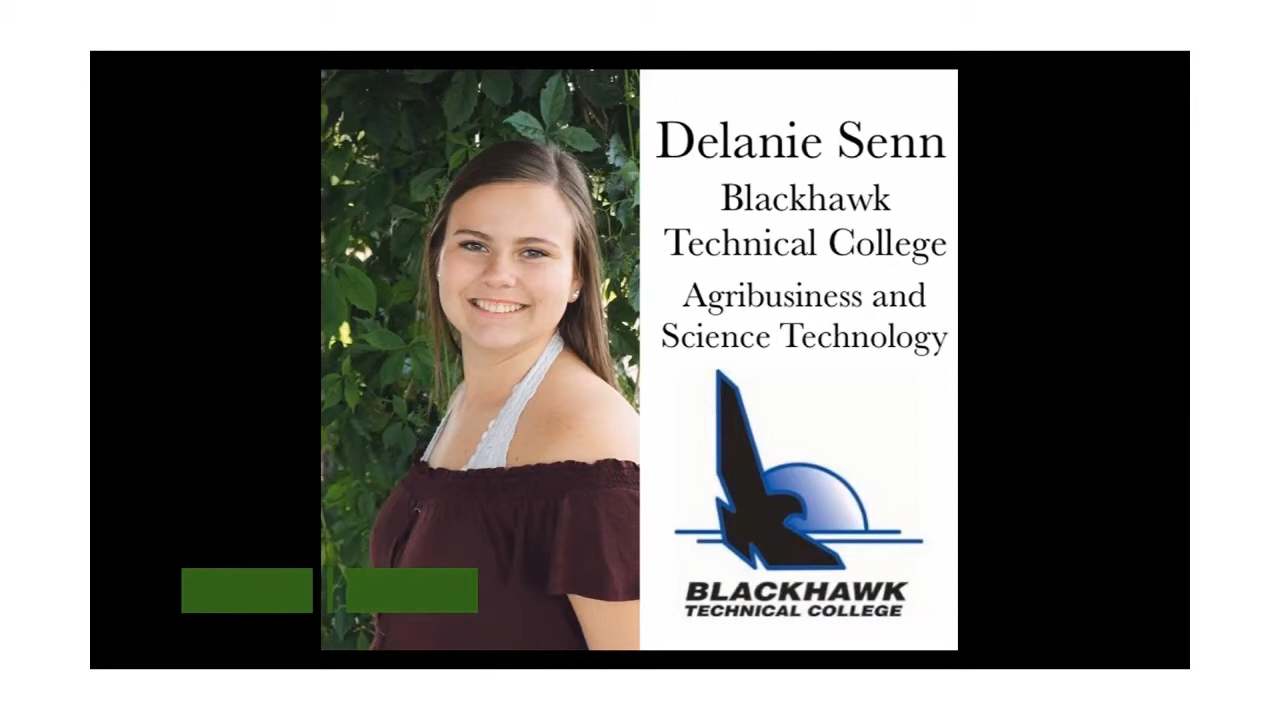 Delanie Senn
Blackhawk
Technical College
Agribusiness and
Science Technology
BLACKHAWK
TECHNICAL COLLEGE